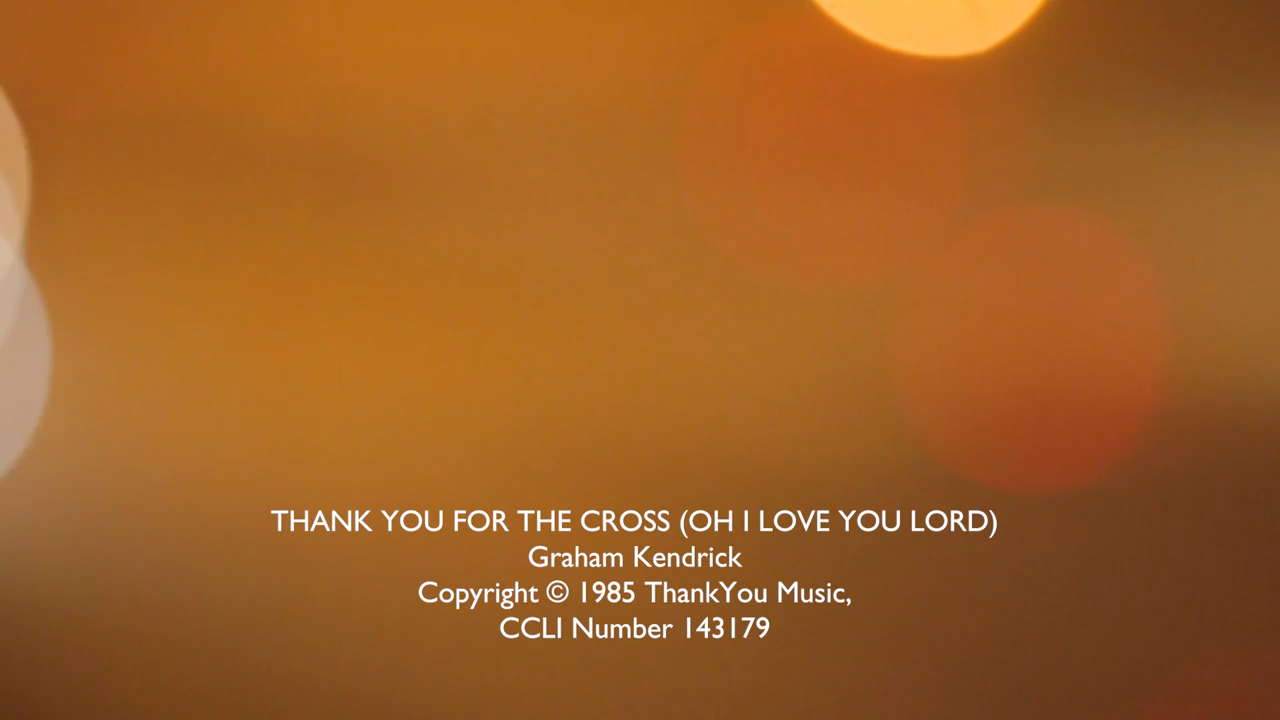 THANK YOU FOR THE CROSS (OH I LOVE YOU LORD)
Graham Kendrick
Copyright © 1985 ThankYou Music,
CCLI Number 143179